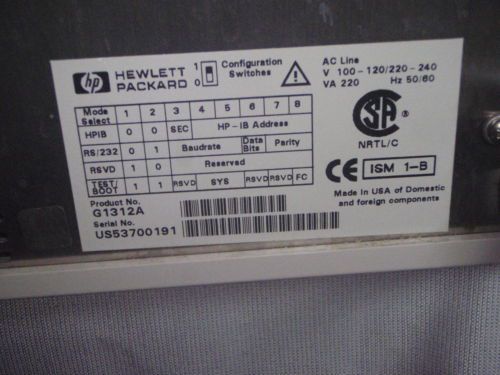 hp HEWLETT PACKARD
1 0 Configuration Switches
AC Line
V 100-120/220-240
VA 220 Hz 50/60
Mode Select 1 2 3 4 5 6 7 8
HPIB 0 0 SEC HP-IB Address
RS/232 0 1 Baudrate Data Bits Parity
RSVD 1 0 Reserved
TEST/BOOT 1 1 RSVD SYS RSVD RSVD FC
SA ®
NRTL/C
CE ISM 1-B
Product No.
G1312A
Serial No.
US53700191
Made in USA of Domestic
and foreign components